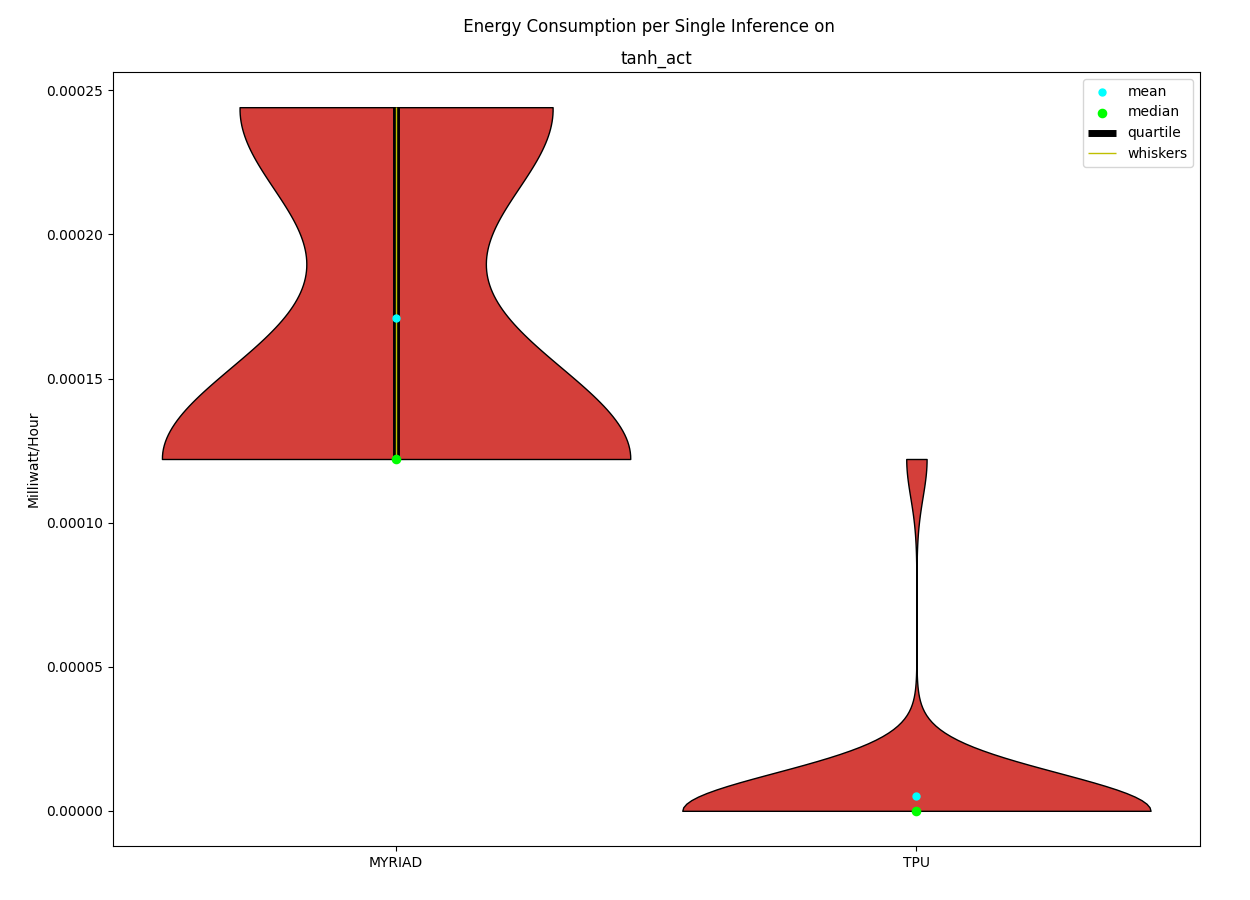 Energy Consumption per Single Inference on
tanh_act
mean
median
quartile
whiskers
Milliwatt/Hour
0.00025
0.00020
0.00015
0.00010
0.00005
0.00000
MYRIAD
TPU